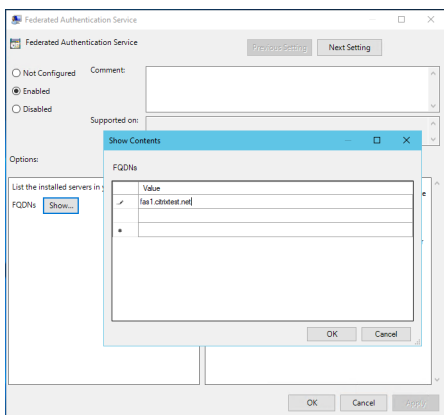 Federated Authentication Service
Federated Authentication Service
Previous Setting
Next Setting
Not Configured
Comment:
Enabled
Disabled
Supported on:
Options:
List the installed servers in
FQDNs
Show...
Show Contents
FQDNs
Value
fas1.citrixtest.net
OK
Cancel
OK
Cancel
Apply